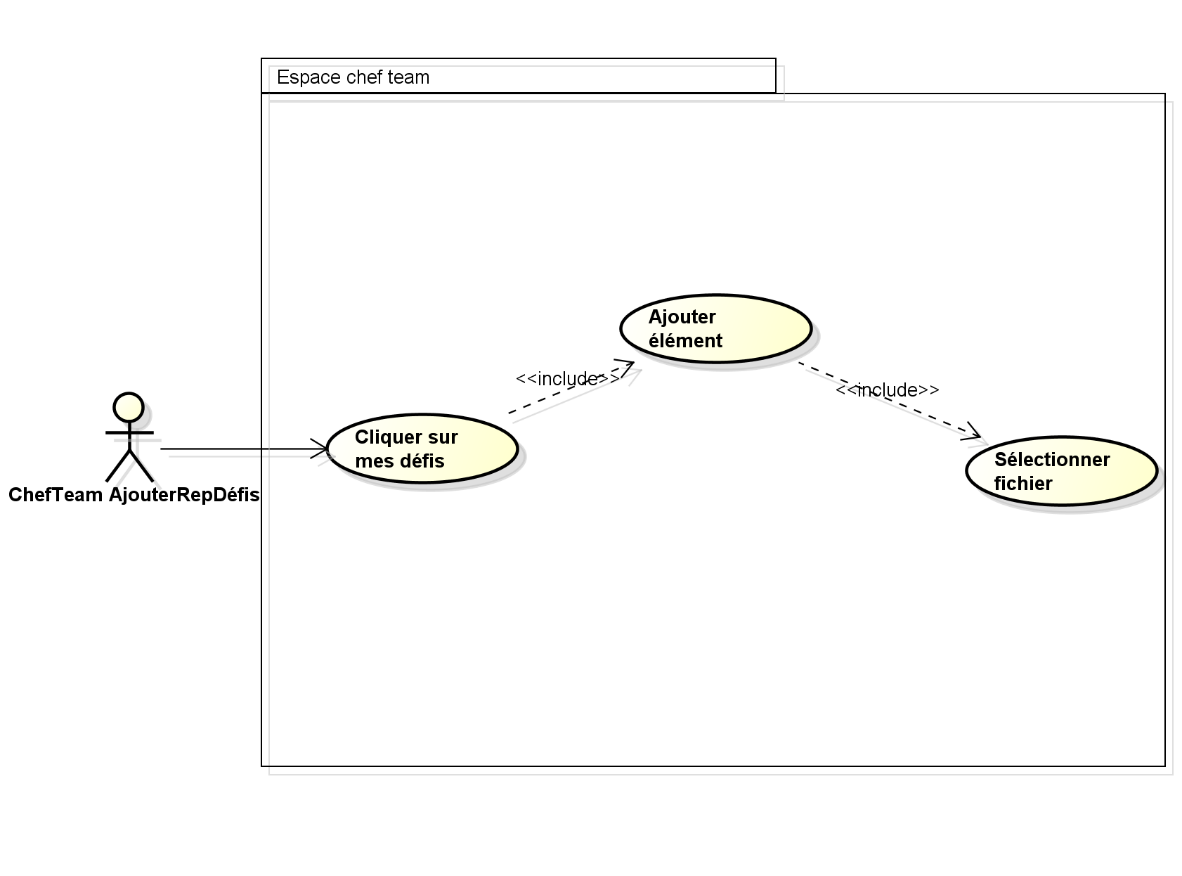 Espace chef team
Ajouter
élément
<<include>>
<<include>>
Cliquer sur
mes défis
Sélectionner
fichier
ChefTeam AjouterRepDéfis